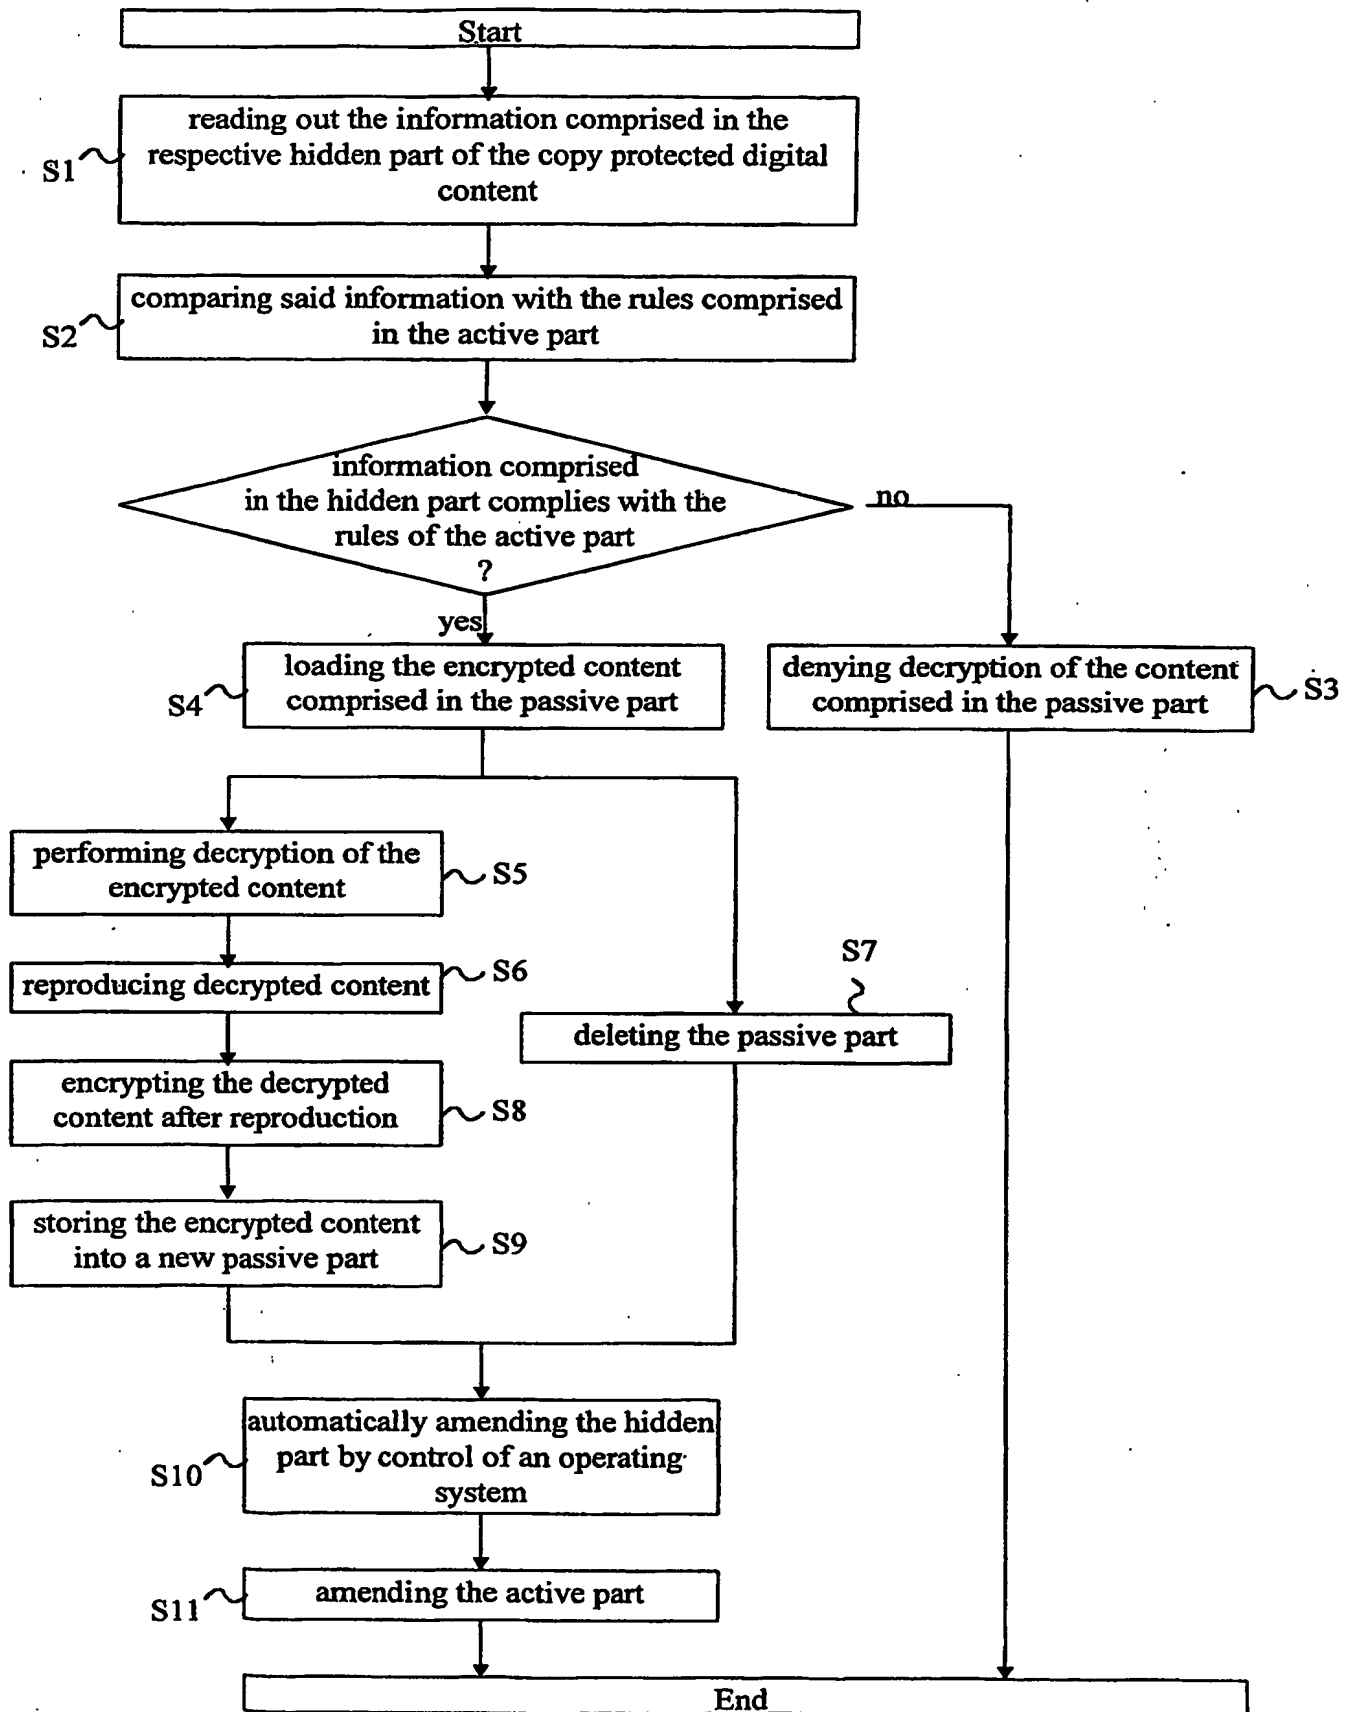 Start
reading out the information comprised in the
respective hidden part of the copy protected digital
content
S1
comparing said information with the rules comprised
in the active part
S2
information comprised
in the hidden part complies with the
rules of the active part
?
no
yes
loading the encrypted content
comprised in the passive part
S4
denying decryption of the content
comprised in the passive part
S3
performing decryption of the
encrypted content
S5
reproducing decrypted content
S6
S7
deleting the passive part
encrypting the decrypted
content after reproduction
S8
storing the encrypted content
into a new passive part
S9
automatically amending the hidden
part by control of an operating
system
S10
amending the active part
S11
End